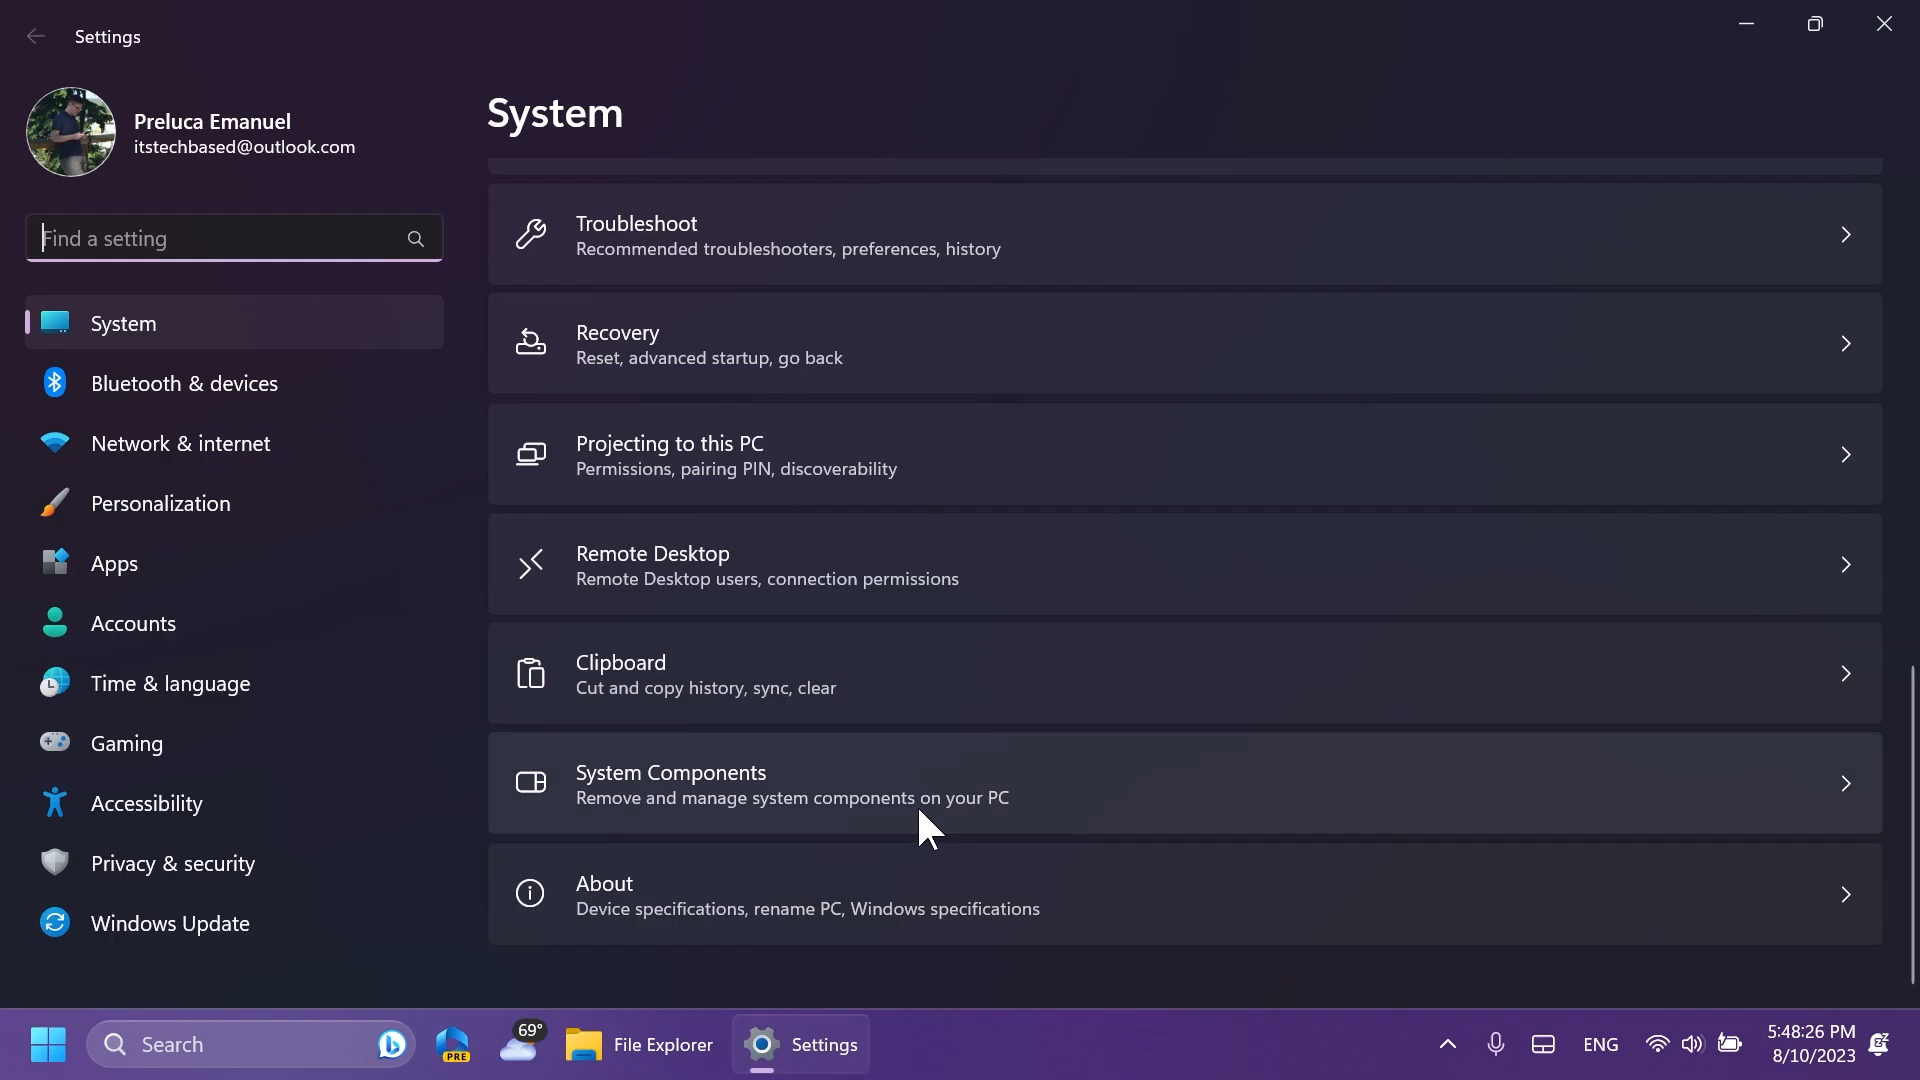 Settings
Preluca Emanuel
itstechbased@outlook.com
Find a setting
System
Bluetooth & devices
Network & internet
Personalization
Apps
Accounts
Time & language
Gaming
Accessibility
Privacy & security
Windows Update
System
Troubleshoot
Recommended troubleshooters, preferences, history
Recovery
Reset, advanced startup, go back
Projecting to this PC
Permissions, pairing PIN, discoverability
Remote Desktop
Remote Desktop users, connection permissions
Clipboard
Cut and copy history, sync, clear
System Components
Remove and manage system components on your PC
About
Device specifications, rename PC, Windows specifications
Search
PRE
69°
File Explorer
Settings
ENG
5:48:26 PM
8/10/2023